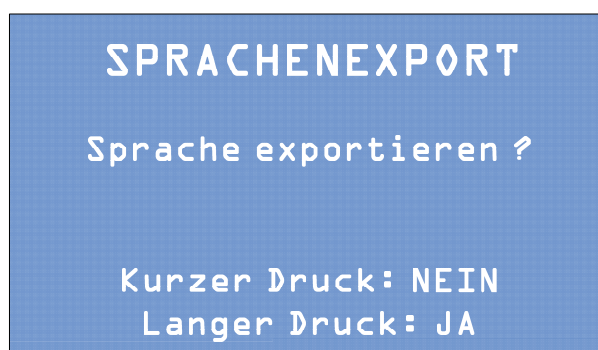 SPRACHENEXPORT
Sprache exportieren ?
Kurzer Druck: NEIN
Langer Druck: JA